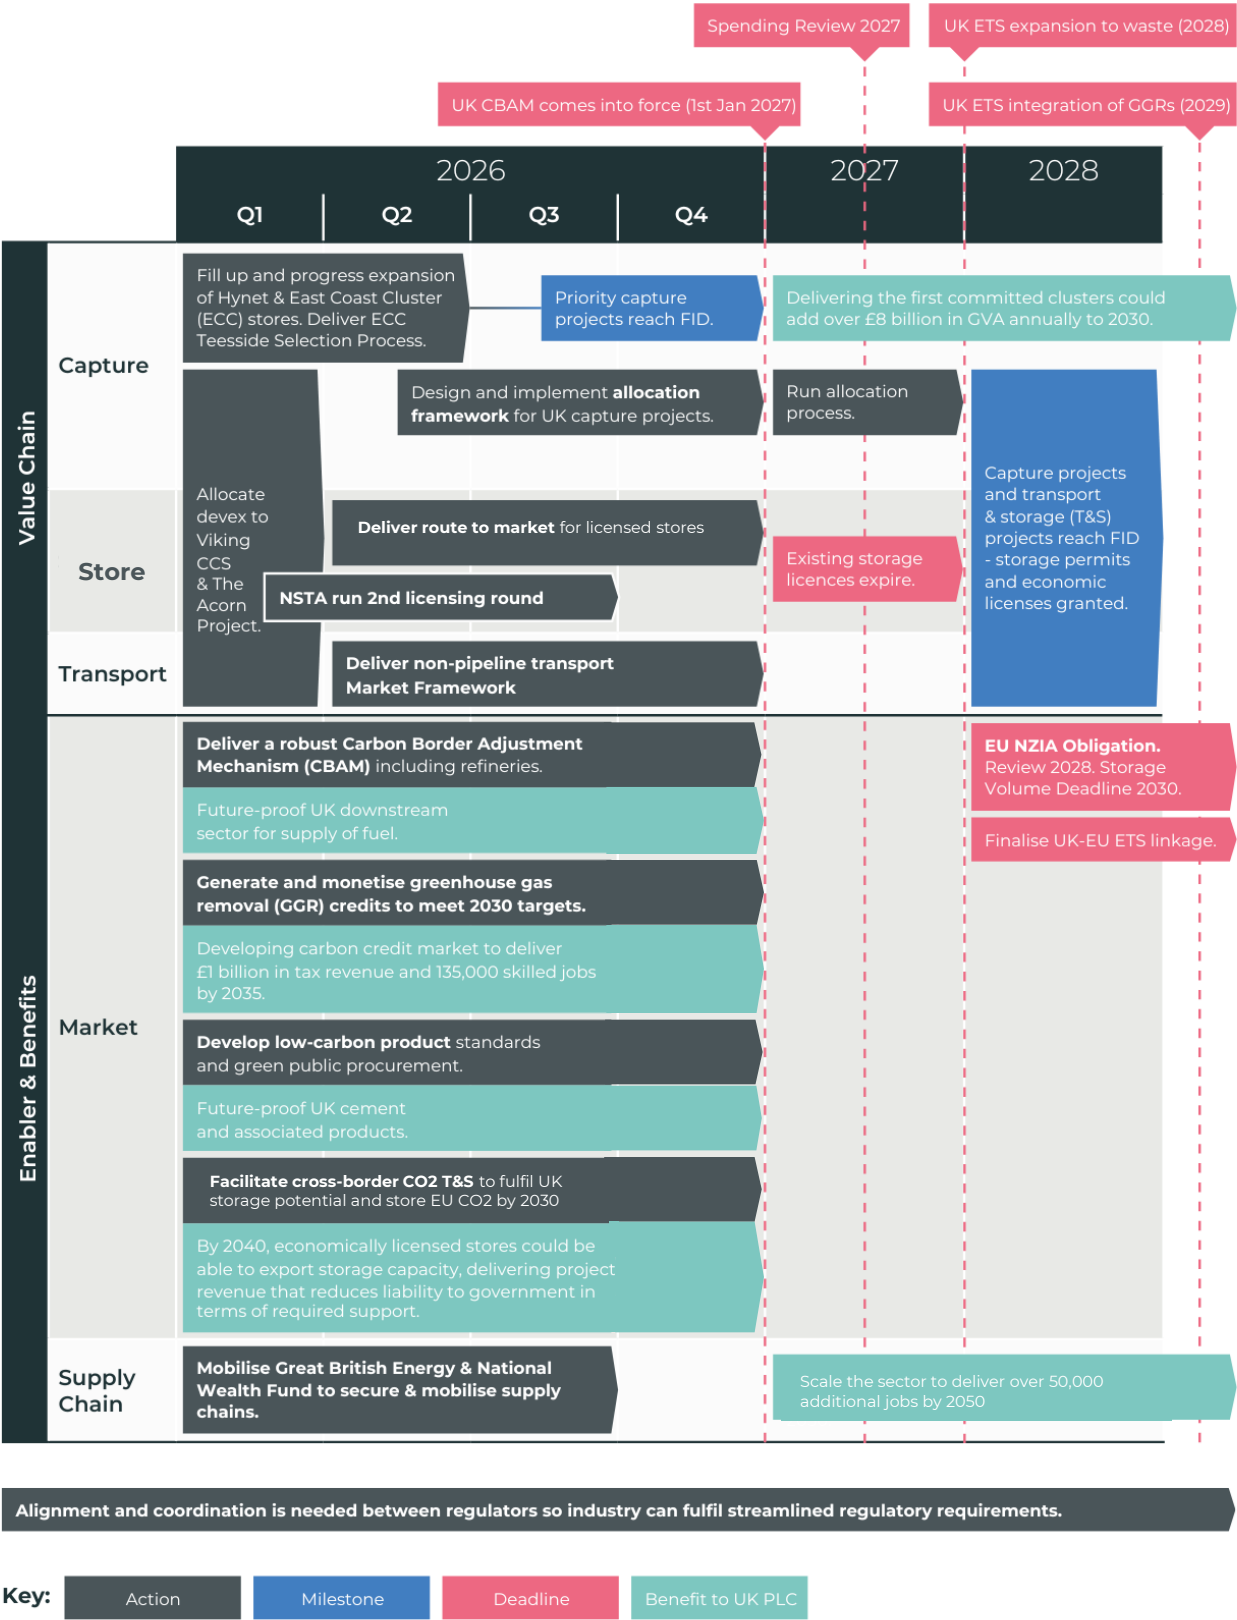 Spending Review 2027
UK ETS expansion to waste (2028)
UK CBAM comes into force (1st Jan 2027)
UK ETS integration of GGRs (2029)
2026
2027
2028
Q1
Q2
Q3
Q4
Value Chain
Capture
Fill up and progress expansion
of Hynet & East Coast Cluster
(ECC) stores. Deliver ECC
Teesside Selection Process.
Priority capture
projects reach FID.
Delivering the first committed clusters could
add over £8 billion in GVA annually to 2030.
Design and implement allocation
framework for UK capture projects.
Run allocation
process.
Allocate
devex to
Viking
CCS
& The
Acorn
Project.
Capture projects
and transport
& storage (T&S)
projects reach FID
- storage permits
and economic
licenses granted.
Store
Deliver route to market for licensed stores
Existing storage
licences expire.
NSTA run 2nd licensing round
Transport
Deliver non-pipeline transport
Market Framework
Enabler & Benefits
Market
Deliver a robust Carbon Border Adjustment
Mechanism (CBAM) including refineries.
EU NZIA Obligation.
Review 2028. Storage
Volume Deadline 2030.
Future-proof UK downstream
sector for supply of fuel.
Finalise UK-EU ETS linkage.
Generate and monetise greenhouse gas
removal (GGR) credits to meet 2030 targets.
Developing carbon credit market to deliver
£1 billion in tax revenue and 135,000 skilled jobs
by 2035.
Develop low-carbon product standards
and green public procurement.
Future-proof UK cement
and associated products.
Facilitate cross-border CO2 T&S to fulfil UK
storage potential and store EU CO2 by 2030
By 2040, economically licensed stores could be
able to export storage capacity, delivering project
revenue that reduces liability to government in
terms of required support.
Supply
Chain
Mobilise Great British Energy & National
Wealth Fund to secure & mobilise supply
chains.
Scale the sector to deliver over 50,000
additional jobs by 2050
Alignment and coordination is needed between regulators so industry can fulfil streamlined regulatory requirements.
Key:
Action
Milestone
Deadline
Benefit to UK PLC